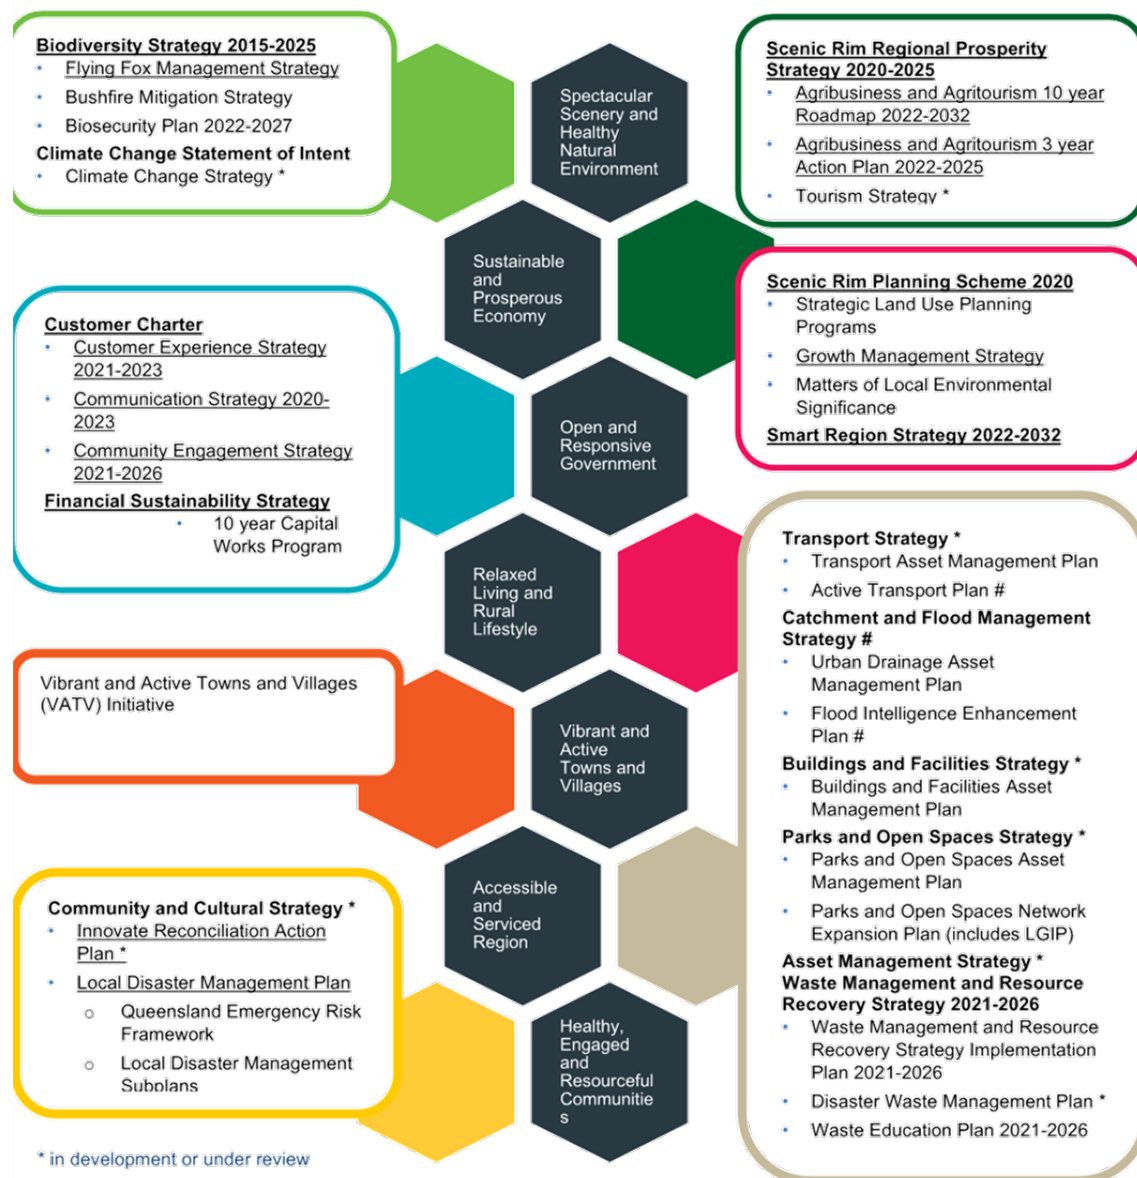 Biodiversity Strategy 2015-2025
• Flying Fox Management Strategy
• Bushfire Mitigation Strategy
• Biosecurity Plan 2022-2027
Climate Change Statement of Intent
• Climate Change Strategy *
Spectacular
Scenery and
Healthy
Natural
Environment
Scenic Rim Regional Prosperity
Strategy 2020-2025
• Agribusiness and Agritourism 10 year
Roadmap 2022-2032
• Agribusiness and Agritourism 3 year
Action Plan 2022-2025
• Tourism Strategy *
Sustainable
and
Prosperous
Economy
Scenic Rim Planning Scheme 2020
• Strategic Land Use Planning
Programs
• Growth Management Strategy
• Matters of Local Environmental
Significance
Smart Region Strategy 2022-2032
Customer Charter
• Customer Experience Strategy
2021-2023
• Communication Strategy 2020-
2023
• Community Engagement Strategy
2021-2026
Financial Sustainability Strategy
• 10 year Capital
Works Program
Open and
Responsive
Government
Relaxed
Living and
Rural
Lifestyle
Transport Strategy *
• Transport Asset Management Plan
• Active Transport Plan #
Catchment and Flood Management
Strategy #
• Urban Drainage Asset
Management Plan
• Flood Intelligence Enhancement
Plan #
Buildings and Facilities Strategy *
• Buildings and Facilities Asset
Management Plan
Parks and Open Spaces Strategy *
• Parks and Open Spaces Asset
Management Plan
• Parks and Open Spaces Network
Expansion Plan (includes LGIP)
Asset Management Strategy *
Waste Management and Resource
Recovery Strategy 2021-2026
• Waste Management and Resource
Recovery Strategy Implementation
Plan 2021-2026
• Disaster Waste Management Plan *
• Waste Education Plan 2021-2026
Vibrant and Active Towns and Villages
(VATV) Initiative
Vibrant and
Active
Towns and
Villages
Accessible
and
Serviced
Region
Community and Cultural Strategy *
• Innovate Reconciliation Action
Plan *
• Local Disaster Management Plan
o Queensland Emergency Risk
Framework
o Local Disaster Management
Subplans
Healthy,
Engaged
and
Resourceful
Communitie
s
* in development or under review